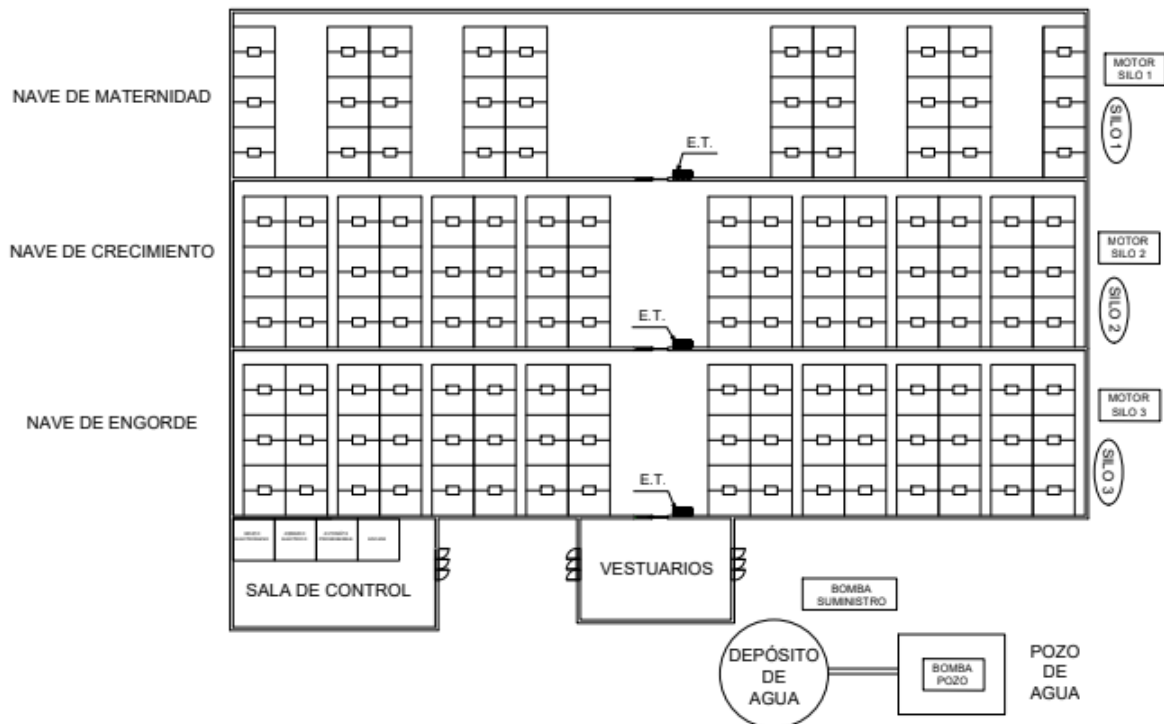 NAVE DE MATERNIDAD
MOTOR
SILO 1
SILO 1
E.T.
NAVE DE CRECIMIENTO
MOTOR
SILO 2
SILO 2
E.T.
NAVE DE ENGORDE
MOTOR
SILO 3
SILO 3
E.T.
SALA DE CONTROL
VESTUARIOS
BOMBA
SUMINISTRO
DEPÓSITO
DE
AGUA
BOMBA
POZO
POZO
DE
AGUA